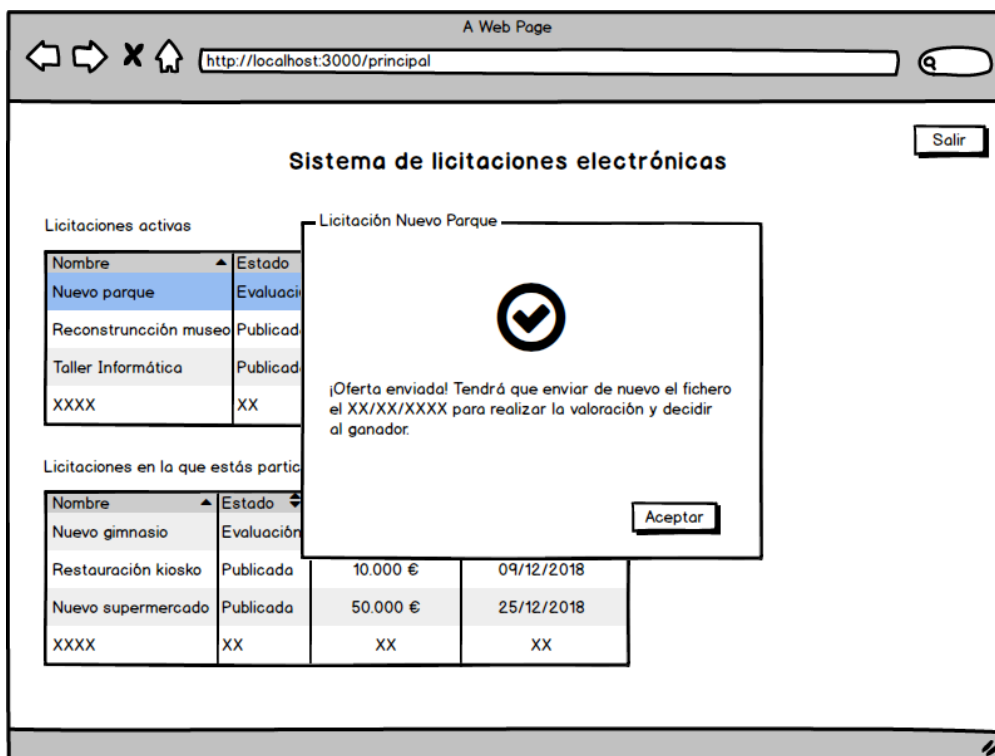 A Web Page
http://localhost:3000/principal
Salir
Sistema de licitaciones electrónicas
Licitaciones activas
Nombre Estado
Nuevo parque
Reconstruncción museo
Taller Informática
XXXX XX
Licitación Nuevo Parque
¡Oferta enviada! Tendrá que enviar de nuevo el fichero
el XX/XX/XXXX para realizar la valoración y decidir
al ganador.
Aceptar
Licitaciones en la que estás partic
Nombre Estado
Nuevo gimnasio Evaluación
Restauración kiosko Publicada 10.000 € 09/12/2018
Nuevo supermercado Publicada 50.000 € 25/12/2018
XXXX XX XX XX